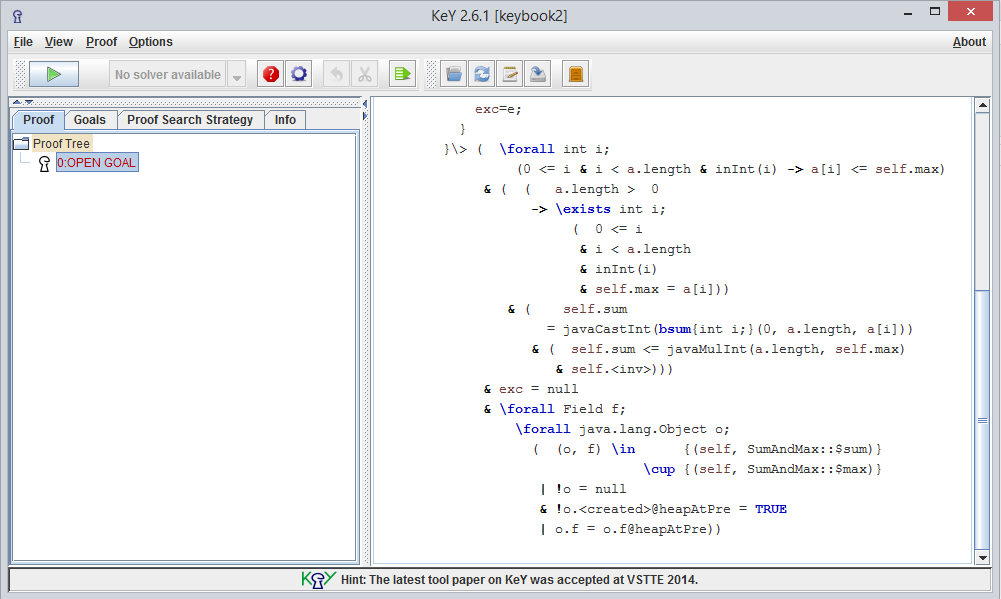 KeY 2.6.1 [keybook2]
File View Proof Options About
No solver available
Proof Goals Proof Search Strategy Info
Proof Tree
0:OPEN GOAL
exc=e;
}
}\> ( \forall int i;
(0 <= i & i < a.length & inInt(i) -> a[i] <= self.max)
& ( ( a.length > 0
-> \exists int i;
( 0 <= i
& i < a.length
& inInt(i)
& self.max = a[i]))
& ( self.sum
= javaCastInt(bsum{int i;}(0, a.length, a[i]))
& ( self.sum <= javaMulInt(a.length, self.max)
& self.<inv>)))
& exc = null
& \forall Field f;
\forall java.lang.Object o;
( (o, f) \in {(self, SumAndMax::$sum)}
\cup {(self, SumAndMax::$max)}
| !o = null
& !o.<created>@heapAtPre = TRUE
| o.f = o.f@heapAtPre))
KeY Hint: The latest tool paper on KeY was accepted at VSTTE 2014.